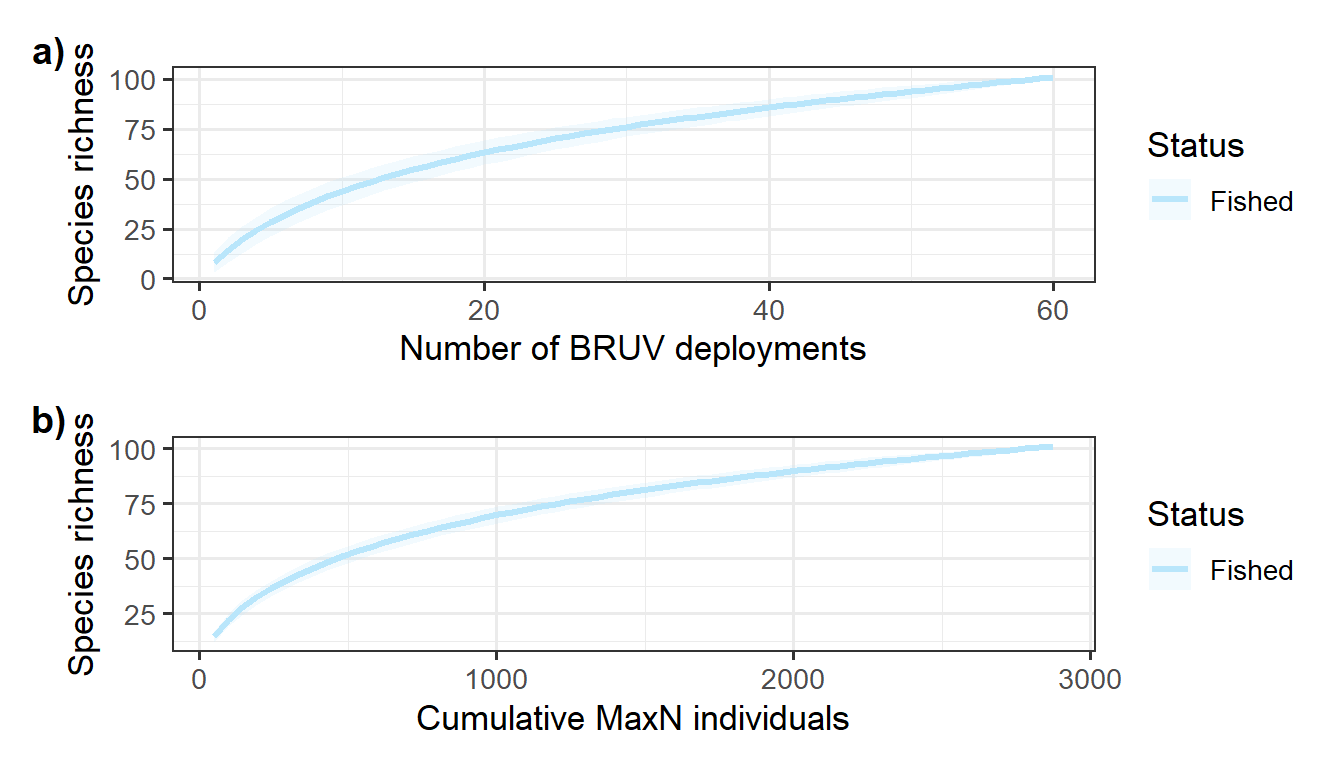 a)
Species richness
100
75
50
25
0
0 20 40 60
Number of BRUV deployments
Status
Fished
b)
Species richness
100
75
50
25
0 1000 2000 3000
Cumulative MaxN individuals
Status
Fished